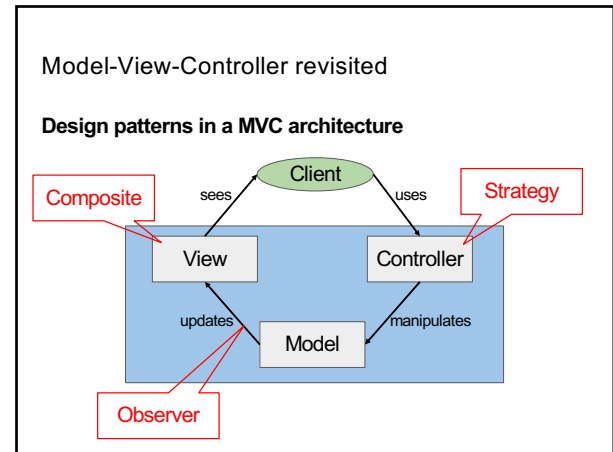 Model-View-Controller revisited
Design patterns in a MVC architecture
Client
Composite
sees
uses
Strategy
View
Controller
updates
manipulates
Model
Observer